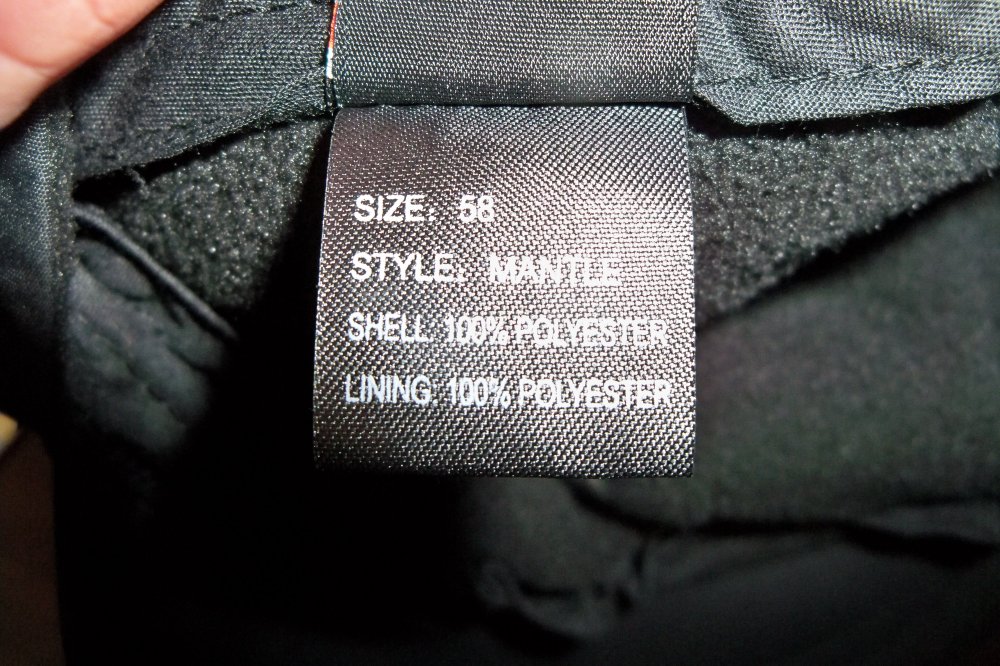 SIZE: 58
STYLE: MANTLE
SHELL: 100% POLYESTER
LINING: 100% POLYESTER